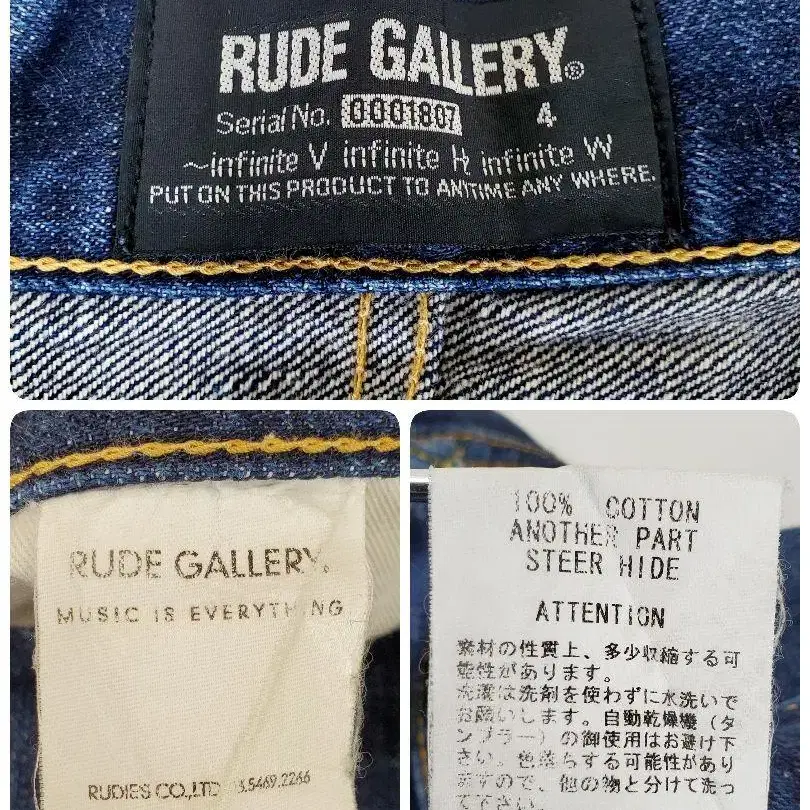 RUDE GALLERY®
Serial No. 0001807 4
~infinite V infinite R infinite W
PUT ON THIS PRODUCT TO ANYTIME ANY WHERE.
RUDE GALLERY.
MUSIC IS EVERYTHING
RUDIES CO.,LTD 3.5469.2266
100% COTTON
ANOTHER PART
STEER HIDE
ATTENTION
素材の性質上、多少収縮する可
能性があります。
洗濯は洗剤を使わずに水洗いで
お願いします。自動乾燥機（タ
ンブラー）の御使用はお避け下
さい。色落ちする可能性があり
ますので、他の物と分けて洗っ
て下さい。